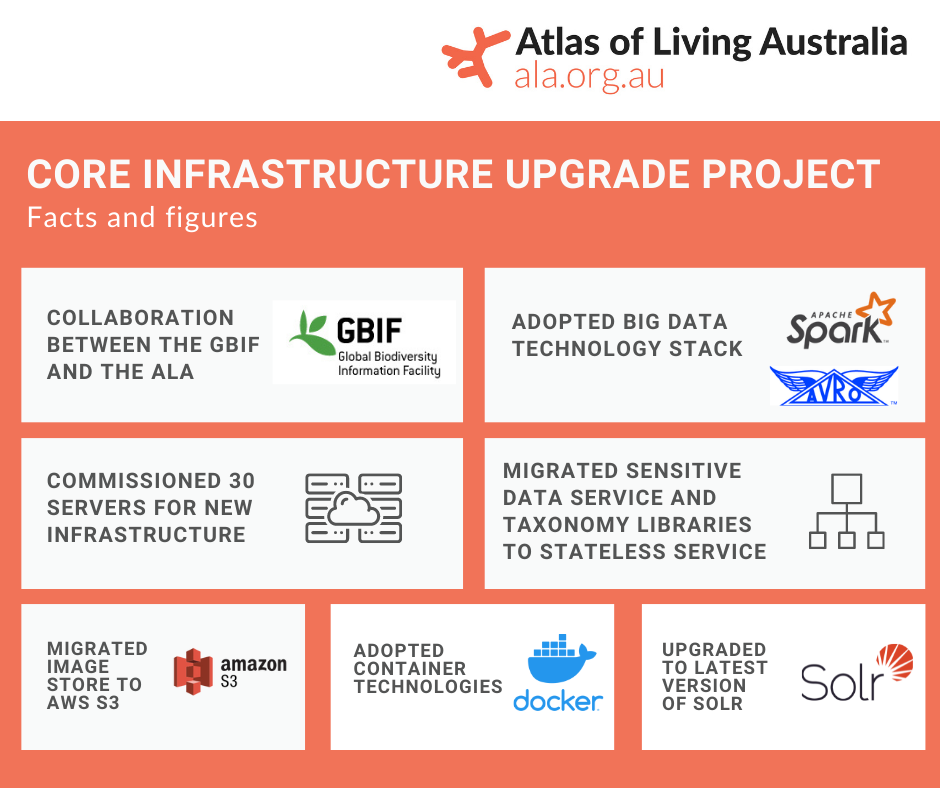 Atlas of Living Australia
ala.org.au
CORE INFRASTRUCTURE UPGRADE PROJECT
Facts and figures
COLLABORATION
BETWEEN THE GBIF
AND THE ALA
GBIF
Global Biodiversity
Information Facility
ADOPTED BIG DATA
TECHNOLOGY STACK
APACHE
Spark™
AVRO™
COMMISSIONED 30
SERVERS FOR NEW
INFRASTRUCTURE
MIGRATED SENSITIVE
DATA SERVICE AND
TAXONOMY LIBRARIES
TO STATELESS SERVICE
MIGRATED
IMAGE
STORE TO
AWS S3
amazon
S3
ADOPTED
CONTAINER
TECHNOLOGIES
docker
UPGRADED
TO LATEST
VERSION
OF SOLR
Solr